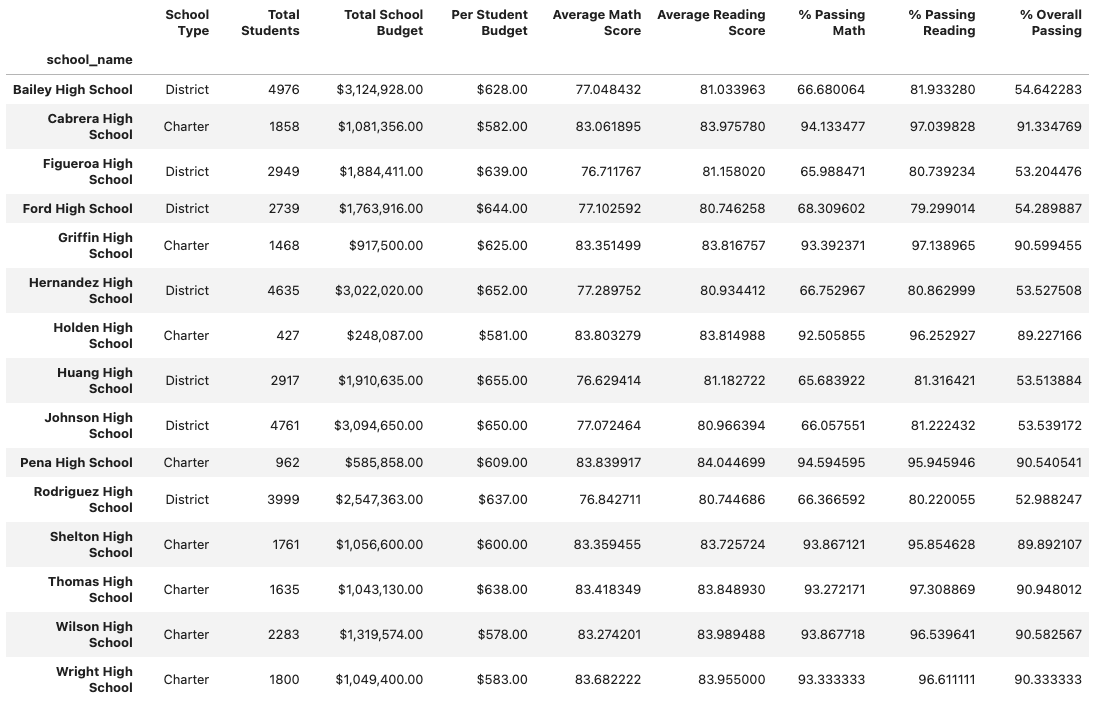 School Type Total Students Total School Budget Per Student Budget Average Math Score Average Reading Score % Passing Math % Passing Reading % Overall Passing
school_name
Bailey High School District 4976 $3,124,928.00 $628.00 77.048432 81.033963 66.680064 81.933280 54.642283
Cabrera High School Charter 1858 $1,081,356.00 $582.00 83.061895 83.975780 94.133477 97.039828 91.334769
Figueroa High School District 2949 $1,884,411.00 $639.00 76.711767 81.158020 65.988471 80.739234 53.204476
Ford High School District 2739 $1,763,916.00 $644.00 77.102592 80.746258 68.309602 79.299014 54.289887
Griffin High School Charter 1468 $917,500.00 $625.00 83.351499 83.816757 93.392371 97.138965 90.599455
Hernandez High School District 4635 $3,022,020.00 $652.00 77.289752 80.934412 66.752967 80.862999 53.527508
Holden High School Charter 427 $248,087.00 $581.00 83.803279 83.814988 92.505855 96.252927 89.227166
Huang High School District 2917 $1,910,635.00 $655.00 76.629414 81.182722 65.683922 81.316421 53.513884
Johnson High School District 4761 $3,094,650.00 $650.00 77.072464 80.966394 66.057551 81.222432 53.539172
Pena High School Charter 962 $585,858.00 $609.00 83.839917 84.044699 94.594595 95.945946 90.540541
Rodriguez High School District 3999 $2,547,363.00 $637.00 76.842711 80.744686 66.366592 80.220055 52.988247
Shelton High School Charter 1761 $1,056,600.00 $600.00 83.359455 83.725724 93.867121 95.854628 89.892107
Thomas High School Charter 1635 $1,043,130.00 $638.00 83.418349 83.848930 93.272171 97.308869 90.948012
Wilson High School Charter 2283 $1,319,574.00 $578.00 83.274201 83.989488 93.867718 96.539641 90.582567
Wright High School Charter 1800 $1,049,400.00 $583.00 83.682222 83.955000 93.333333 96.611111 90.333333